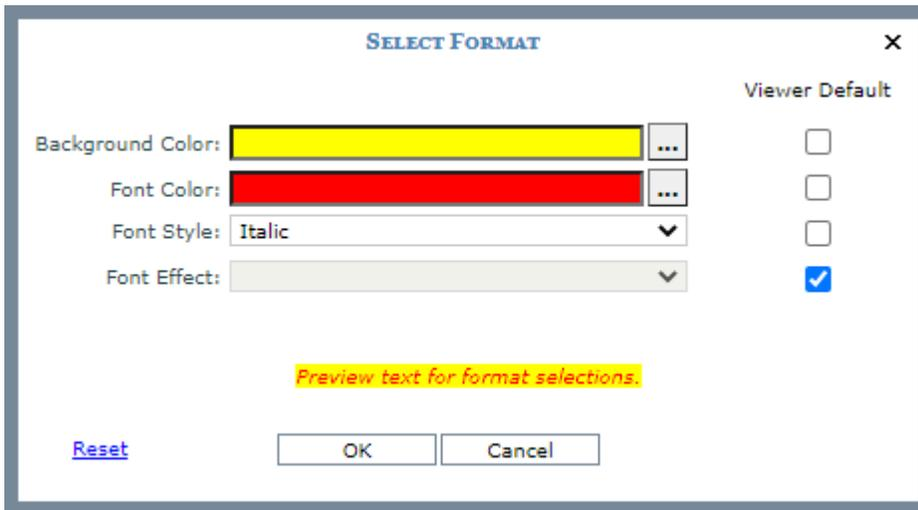 SELECT FORMAT ×
Viewer Default
Background Color: ...
Font Color: ...
Font Style: Italic
Font Effect:
Preview text for format selections.
Reset OK Cancel